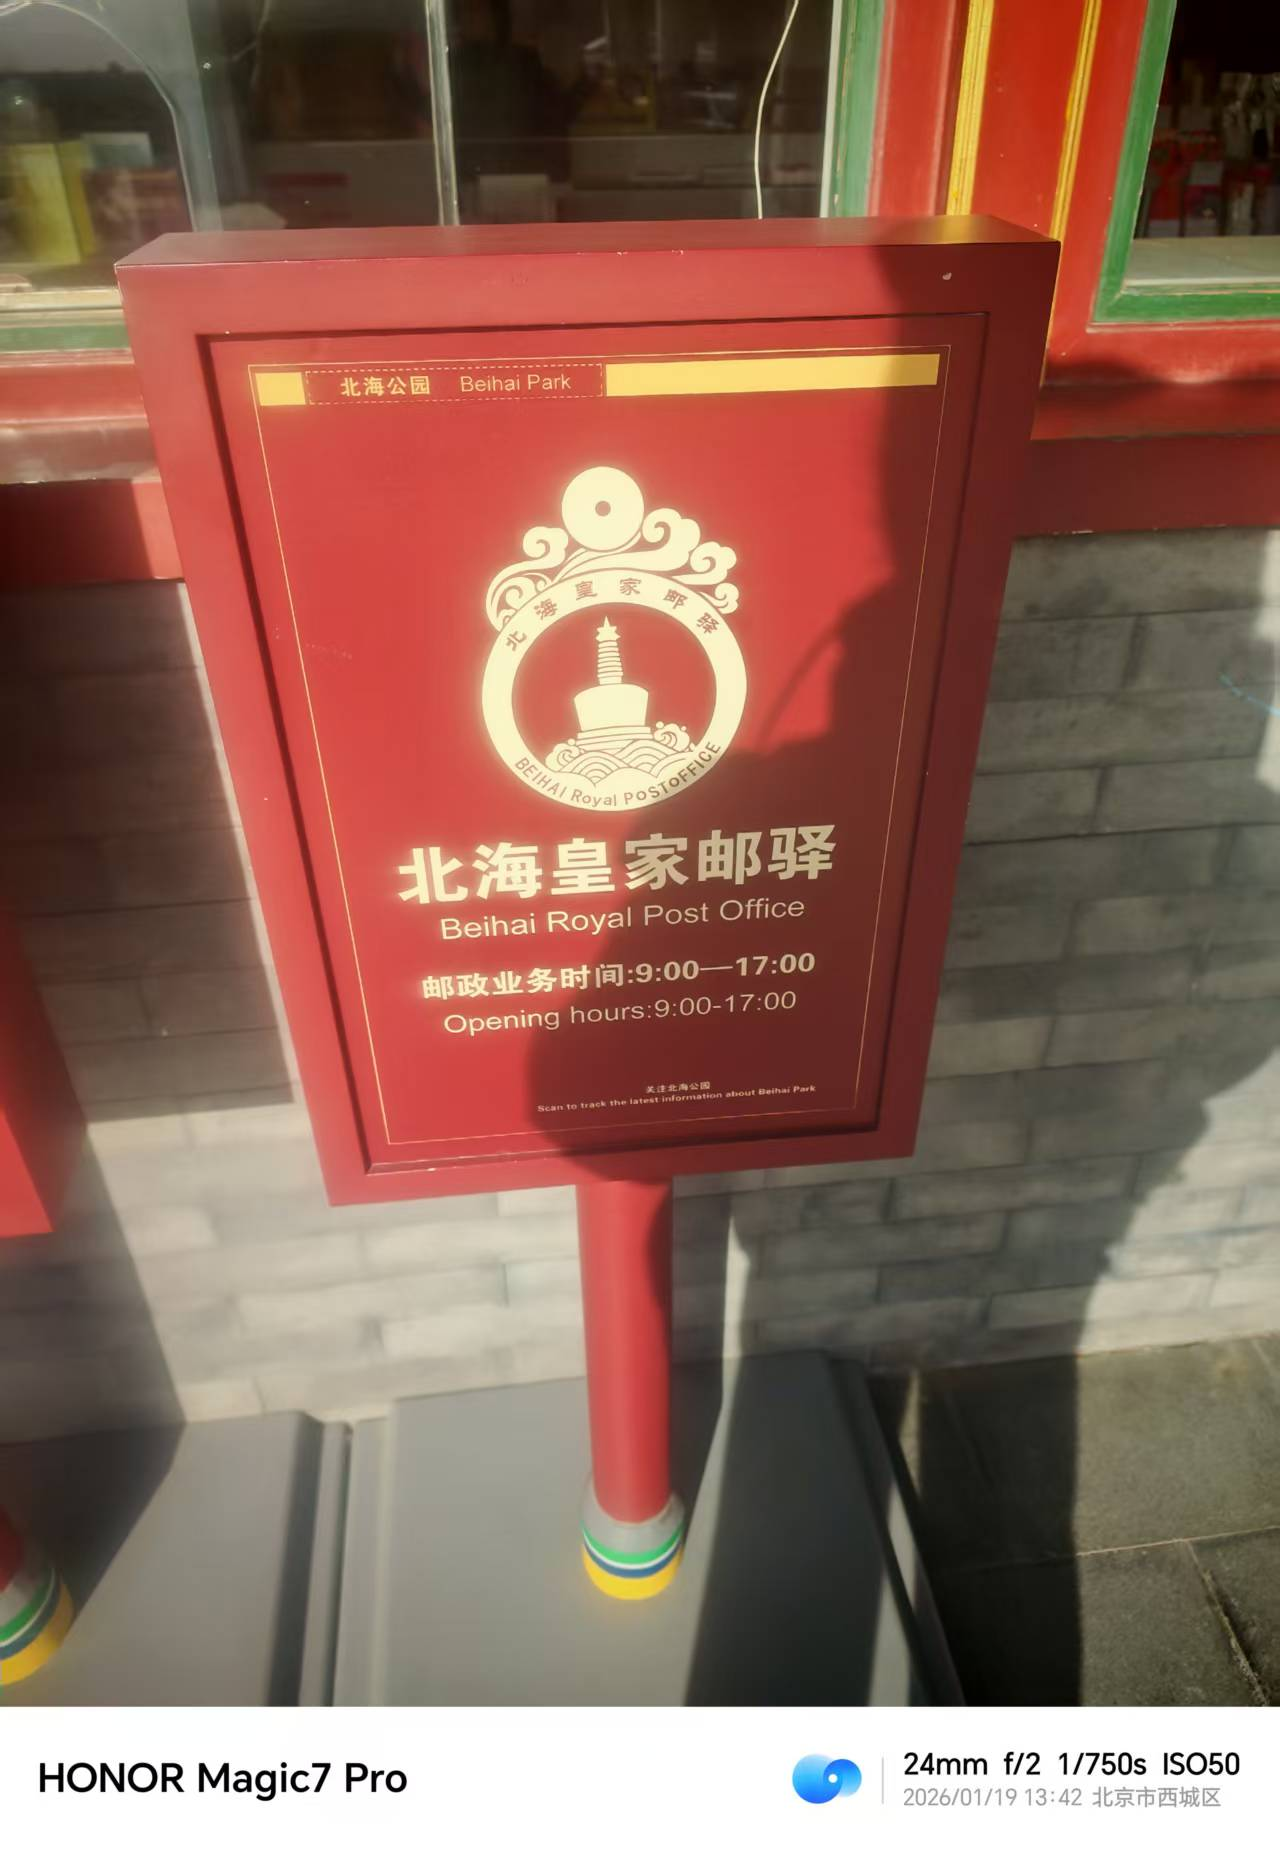 北海公园 Beihai Park
北海皇家邮驿
BEIHAI Royal POSTOFFICE
北海皇家邮驿
Beihai Royal Post Office
邮政业务时间:9:00—17:00
Opening hours:9:00-17:00
关注北海公园
Scan to track the latest information about Beihai Park
HONOR Magic7 Pro
24mm f/2 1/750s ISO50
2026/01/19 13:42 北京市西城区